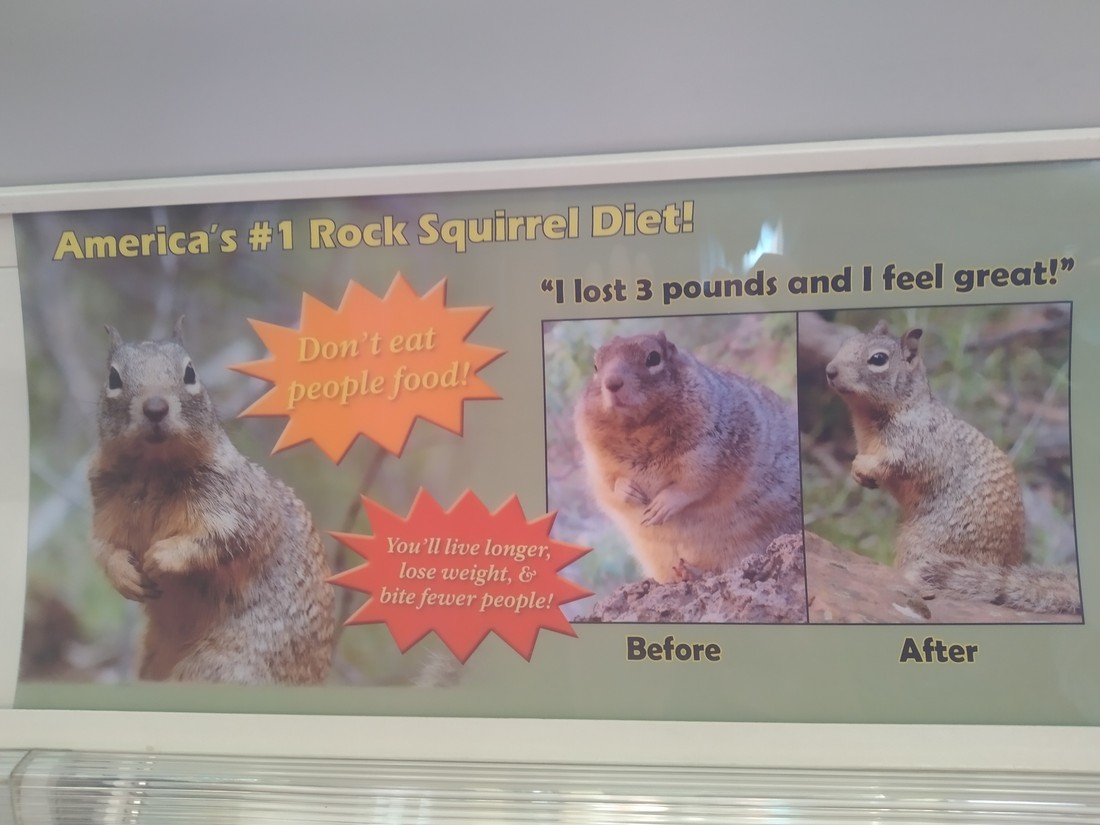 America's #1 Rock Squirrel Diet!
Don't eat
people food!
You'll live longer,
lose weight, &
bite fewer people!
"I lost 3 pounds and I feel great!"
Before
After